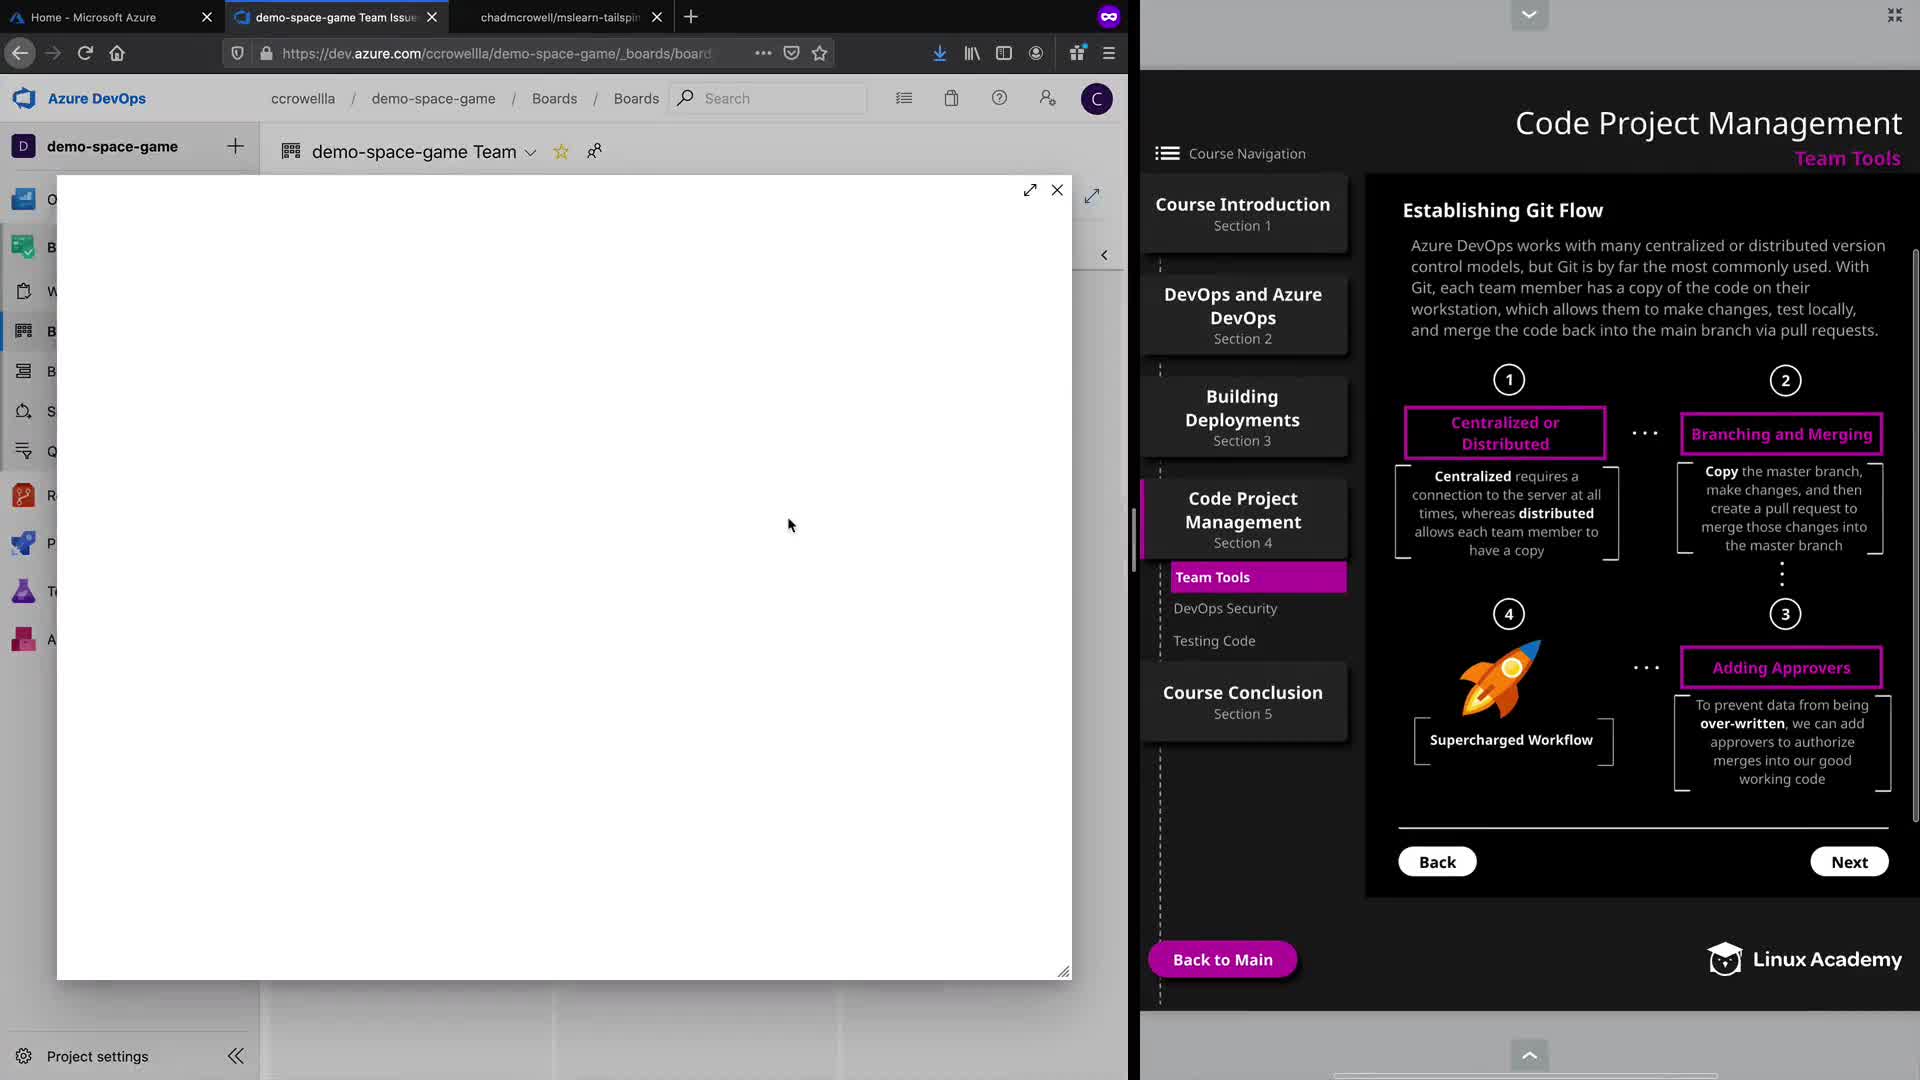 Home - Microsoft Azure
demo-space-game Team Issue
chadmcrowell/mslearn-tailspin
https://dev.azure.com/ccrowellla/demo-space-game/_boards/board
Azure DevOps
ccrowellla / demo-space-game / Boards / Boards
Search
C
D
demo-space-game
demo-space-game Team
O
B
W
B
B
S
Q
R
P
T
A
Project settings
Code Project Management
Team Tools
Course Navigation
Course Introduction
Section 1
DevOps and Azure
DevOps
Section 2
Building
Deployments
Section 3
Code Project
Management
Section 4
Team Tools
DevOps Security
Testing Code
Course Conclusion
Section 5
Back to Main
Establishing Git Flow
Azure DevOps works with many centralized or distributed version
control models, but Git is by far the most commonly used. With
Git, each team member has a copy of the code on their
workstation, which allows them to make changes, test locally,
and merge the code back into the main branch via pull requests.
1
Centralized or
Distributed
Centralized requires a
connection to the server at all
times, whereas distributed
allows each team member to
have a copy
2
Branching and Merging
Copy the master branch,
make changes, and then
create a pull request to
merge those changes into
the master branch
3
Adding Approvers
To prevent data from being
over-written, we can add
approvers to authorize
merges into our good
working code
4
Supercharged Workflow
Back
Next
Linux Academy